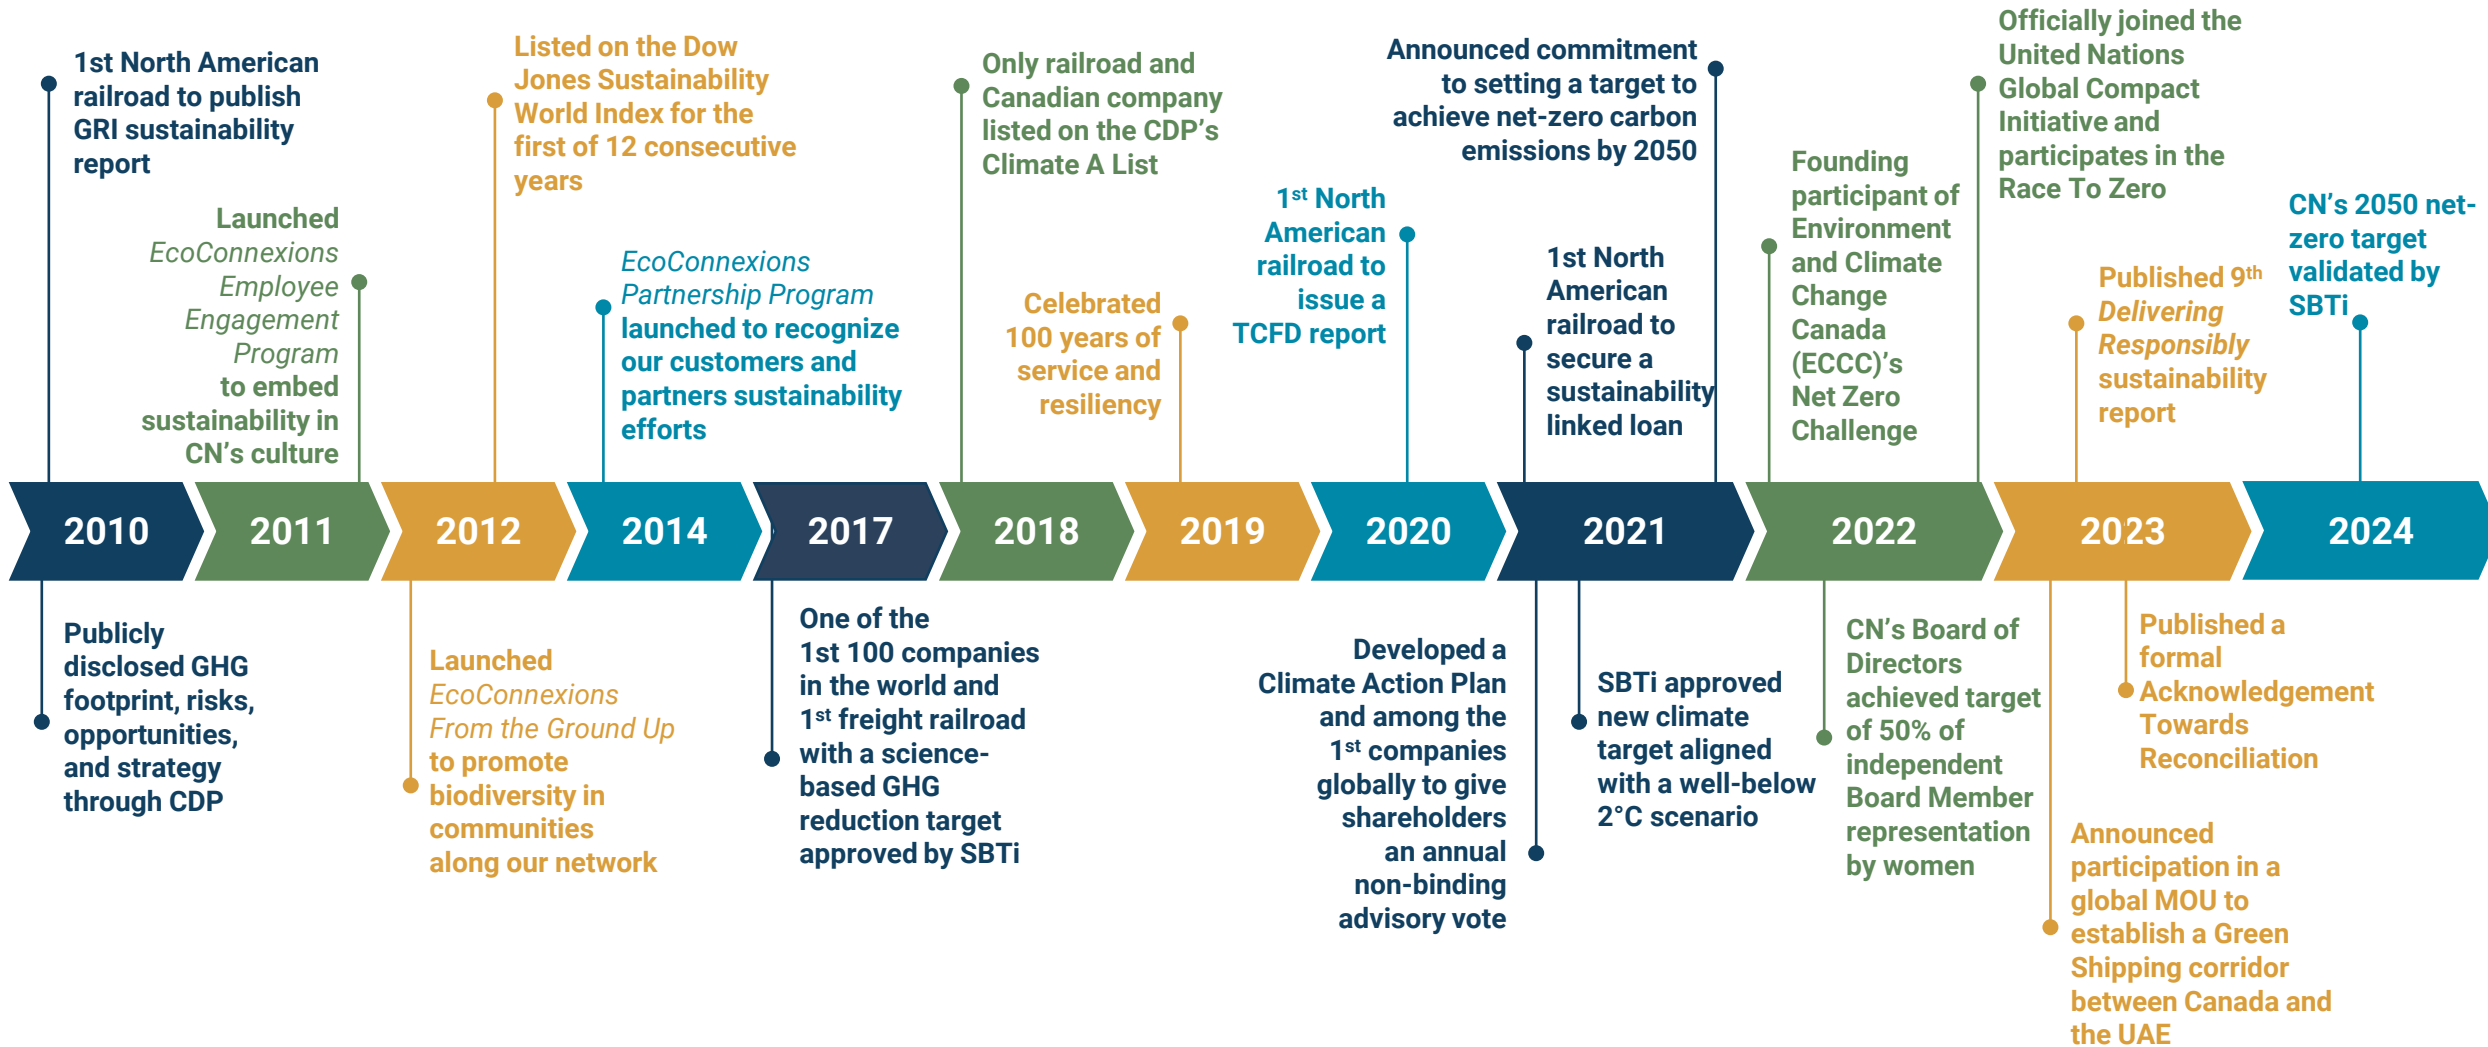 1st North American
railroad to publish
GRI sustainability
report
Launched
EcoConnexions
Employee
Engagement
Program
to embed
sustainability in
CN’s culture
Listed on the Dow
Jones Sustainability
World Index for the
first of 12 consecutive
years
EcoConnexions
Partnership Program
launched to recognize
our customers and
partners sustainability
efforts
Only railroad and
Canadian company
listed on the CDP’s
Climate A List
Celebrated
100 years of
service and
resiliency
1st North
American
railroad to
issue a
TCFD report
Announced commitment
to setting a target to
achieve net-zero carbon
emissions by 2050
1st North
American
railroad to
secure a
sustainability
linked loan
Founding
participant of
Environment
and Climate
Change
Canada
(ECCC)’s
Net Zero
Challenge
Officially joined the
United Nations
Global Compact
Initiative and
participates in the
Race To Zero
Published 9th
Delivering
Responsibly
sustainability
report
CN’s 2050 net-
zero target
validated by
SBTi
2010
2011
2012
2014
2017
2018
2019
2020
2021
2022
2023
2024
Publicly
disclosed GHG
footprint, risks,
opportunities,
and strategy
through CDP
Launched
EcoConnexions
From the Ground Up
to promote
biodiversity in
communities
along our network
One of the
1st 100 companies
in the world and
1st freight railroad
with a science-
based GHG
reduction target
approved by SBTi
Developed a
Climate Action Plan
and among the
1st companies
globally to give
shareholders
an annual
non-binding
advisory vote
SBTi approved
new climate
target aligned
with a well-below
2°C scenario
CN’s Board of
Directors
achieved target
of 50% of
independent
Board Member
representation
by women
Published a
formal
Acknowledgement
Towards
Reconciliation
Announced
participation in a
global MOU to
establish a Green
Shipping corridor
between Canada and
the UAE